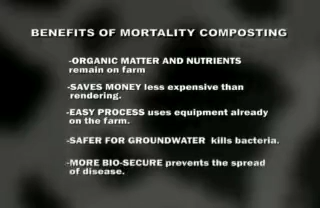 BENEFITS OF MORTALITY COMPOSTING
-ORGANIC MATTER AND NUTRIENTS
remain on farm
-SAVES MONEY less expensive than
rendering.
-EASY PROCESS uses equipment already
on the farm.
-SAFER FOR GROUNDWATER kills bacteria.
-MORE BIO-SECURE prevents the spread
of disease.